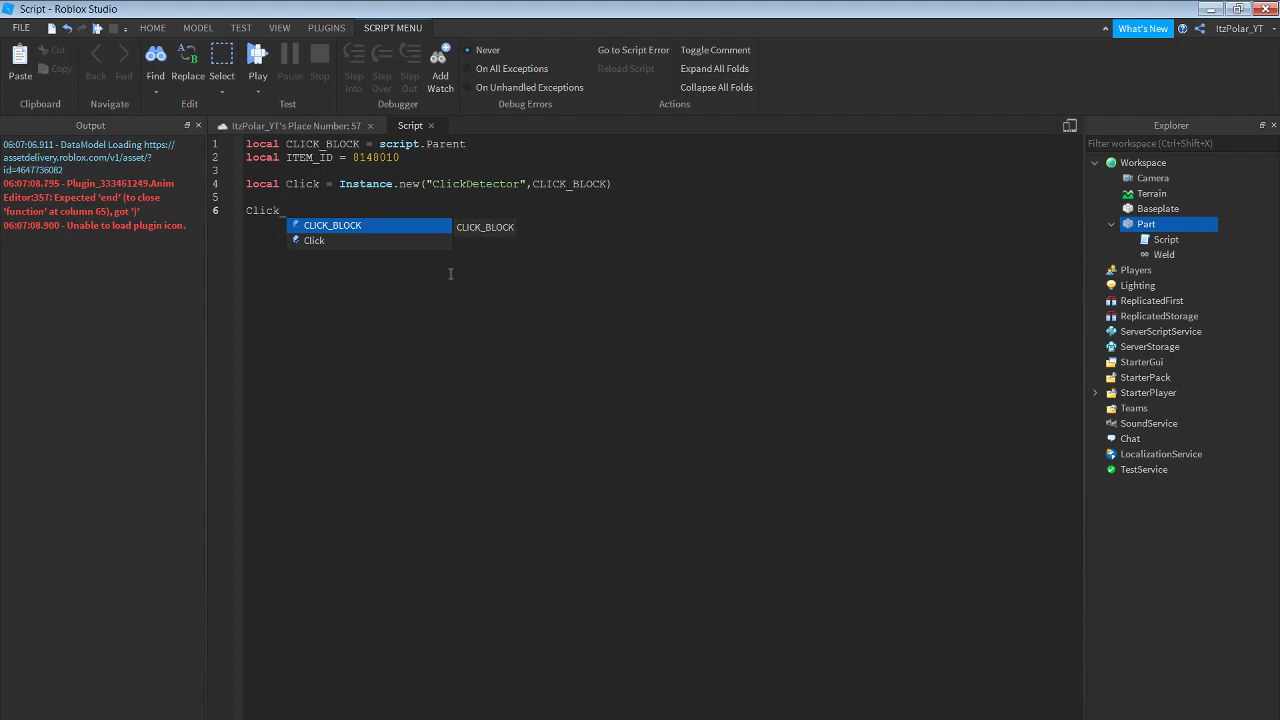 Script - Roblox Studio
FILE HOME MODEL TEST VIEW PLUGINS SCRIPT MENU What's New ItzPolar_YT
Paste Cut Copy
Clipboard
Back Fwd
Navigate
Find Replace Select
Edit
Play Pause Stop
Test
Step Into Step Over Step Out Add Watch
Debugger
Never
On All Exceptions
On Unhandled Exceptions
Debug Errors
Go to Script Error Toggle Comment
Reload Script Expand All Folds
Collapse All Folds
Actions
Output
06:07:06.911 - DataModel Loading https://
assetdelivery.roblox.com/v1/asset/?
id=4647736082
06:07:08.795 - Plugin_333461249.Anim
Editor:357: Expected 'end' (to close
'function' at column 65), got ')'
06:07:08.900 - Unable to load plugin icon.
ItzPolar_YT's Place Number: 57 Script
1 local CLICK_BLOCK = script.Parent
2 local ITEM_ID = 8148010
3
4 local Click = Instance.new("ClickDetector",CLICK_BLOCK)
5
6 Click_
CLICK_BLOCK CLICK_BLOCK
Click
Explorer
Filter workspace (Ctrl+Shift+X)
Workspace
Camera
Terrain
Baseplate
Part
Script
Weld
Players
Lighting
ReplicatedFirst
ReplicatedStorage
ServerScriptService
ServerStorage
StarterGui
StarterPack
StarterPlayer
Teams
SoundService
Chat
LocalizationService
TestService